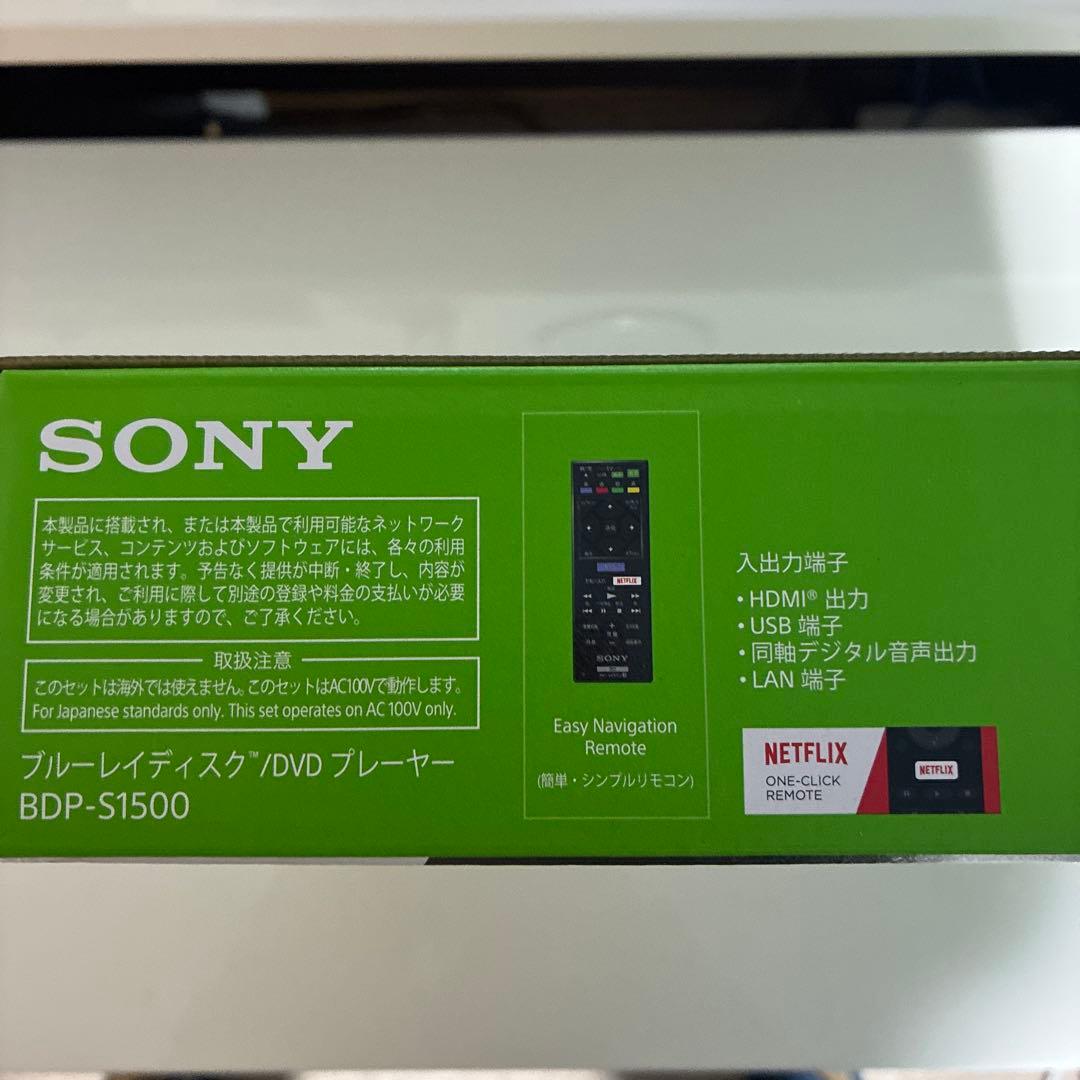 SONY
本製品に搭載され、または本製品で利用可能なネットワーク
サービス、コンテンツおよびソフトウェアには、各々の利用
条件が適用されます。予告なく提供が中断・終了し、内容が
変更され、ご利用に際して別途の登録や料金の支払いが必要
になる場合がありますので、ご了承ください。
取扱注意
このセットは海外では使えません。このセットはAC100Vで動作します。
For Japanese standards only. This set operates on AC 100V only.
ブルーレイディスク™/DVD プレーヤー
BDP-S1500
NETFLIX
SONY
Easy Navigation
Remote
(簡単・シンプルリモコン)
入出力端子
• HDMI® 出力
• USB 端子
• 同軸デジタル音声出力
• LAN 端子
NETFLIX
ONE-CLICK
REMOTE
NETFLIX